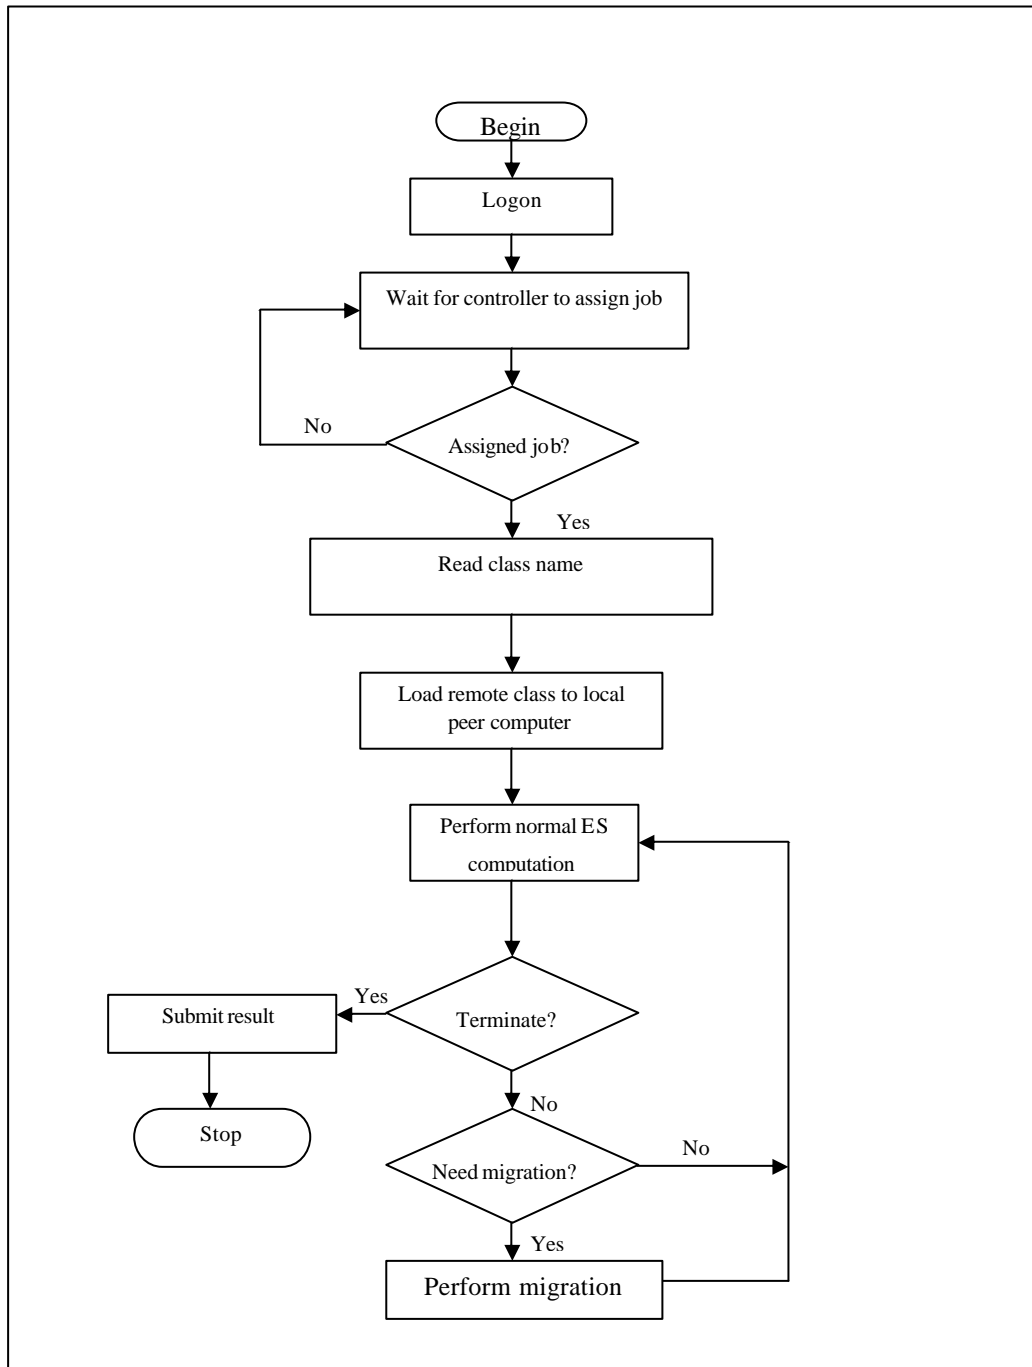 Begin
Logon
Wait for controller to assign job
No
Assigned job?
Yes
Read class name
Load remote class to local
peer computer
Perform normal ES
computation
Yes
Submit result
Terminate?
No
Stop
Need migration?
No
Yes
Perform migration